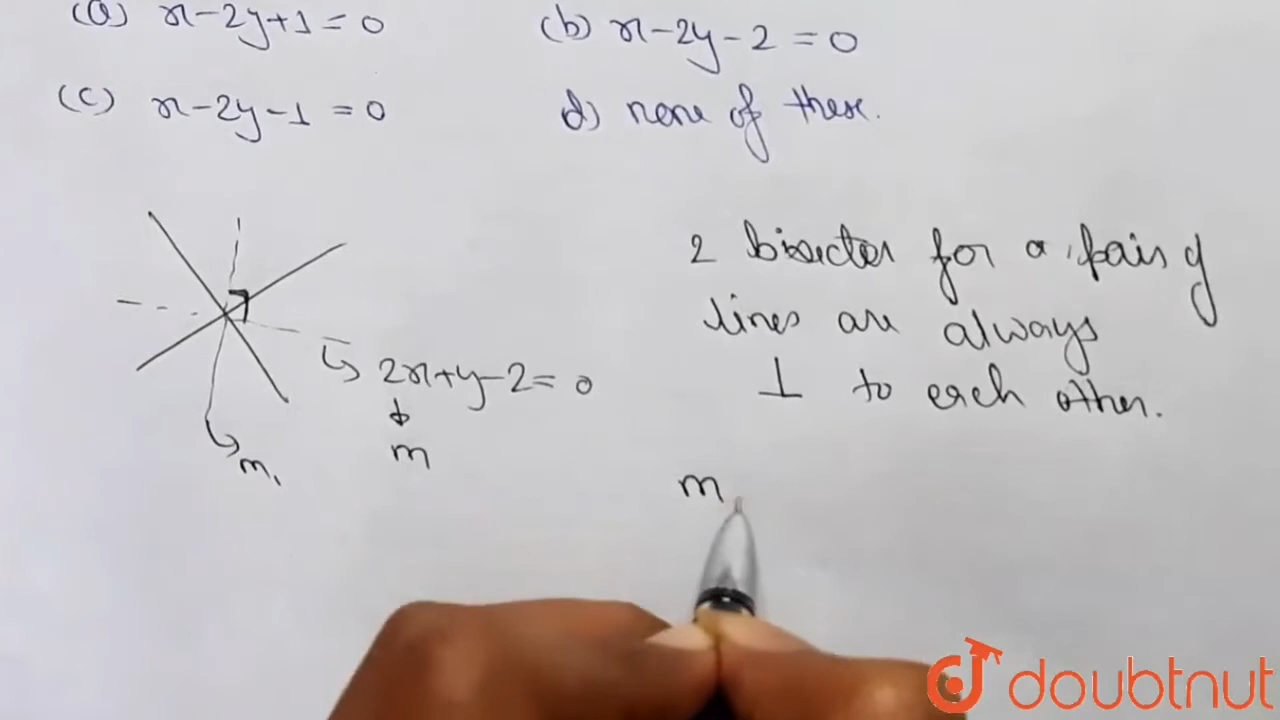 (a) x-2y+1=0
(b) x-2y-2=0
(c) x-2y-1=0
d) none of these.
2 bisector for a pair of
lines are always
⊥ to each other.
2x+y-2=0
m
m₁
m
doubtnut